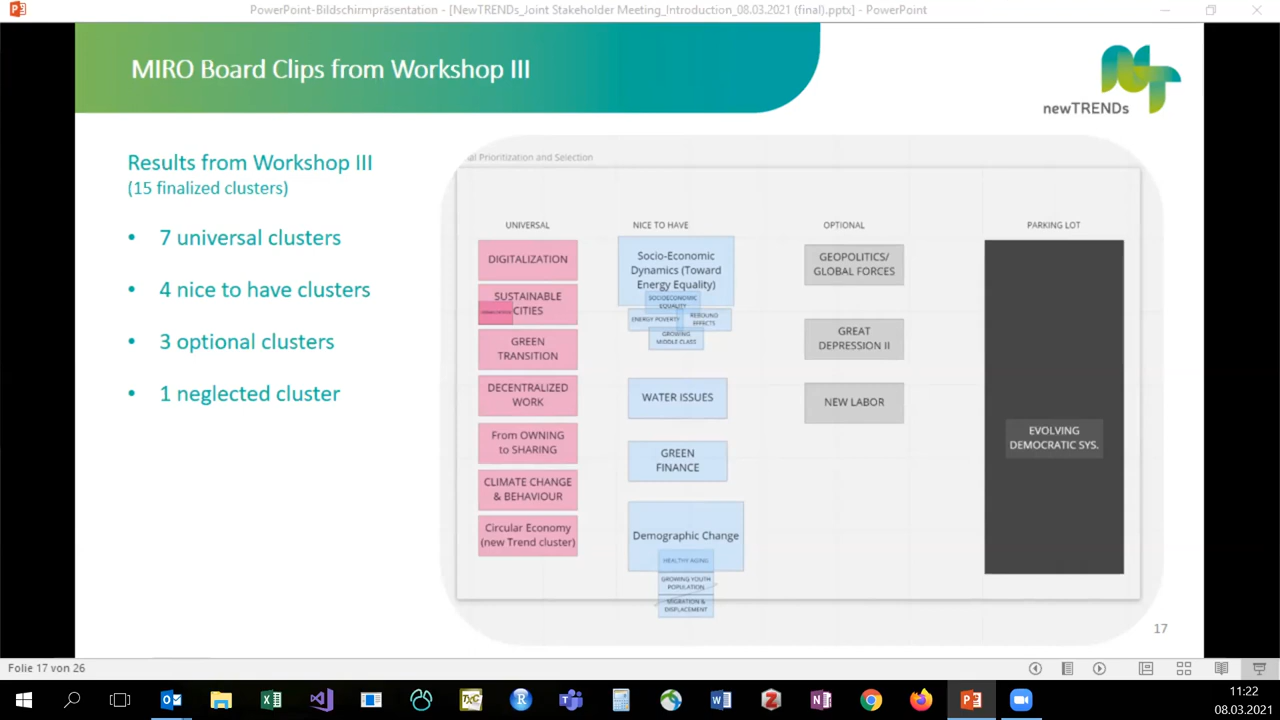 PowerPoint-Bildschirmpräsentation - [NewTRENDs_Joint Stakeholder Meeting_Introduction_08.03.2021 (final).pptx] - PowerPoint
MIRO Board Clips from Workshop III
newTRENDs
Results from Workshop III
(15 finalized clusters)
• 7 universal clusters
• 4 nice to have clusters
• 3 optional clusters
• 1 neglected cluster
al Prioritization and Selection
UNIVERSAL
DIGITALIZATION
SUSTAINABLE
CITIES
GREEN
TRANSITION
DECENTRALIZED
WORK
From OWNING
to SHARING
CLIMATE CHANGE
& BEHAVIOUR
Circular Economy
(new Trend cluster)
NICE TO HAVE
Socio-Economic
Dynamics (Toward
Energy Equality)
SOCIOECONOMIC
EQUALITY
ENERGY POVERTY
REBOUND
EFFECTS
GROWING
MIDDLE CLASS
WATER ISSUES
GREEN
FINANCE
Demographic Change
HEALTHY AGING
GROWING YOUTH
POPULATION
MIGRATION &
DISPLACEMENT
OPTIONAL
GEOPOLITICS/
GLOBAL FORCES
GREAT
DEPRESSION II
NEW LABOR
PARKING LOT
EVOLVING
DEMOCRATIC SYS.
17
Folie 17 von 26
11:22
08.03.2021